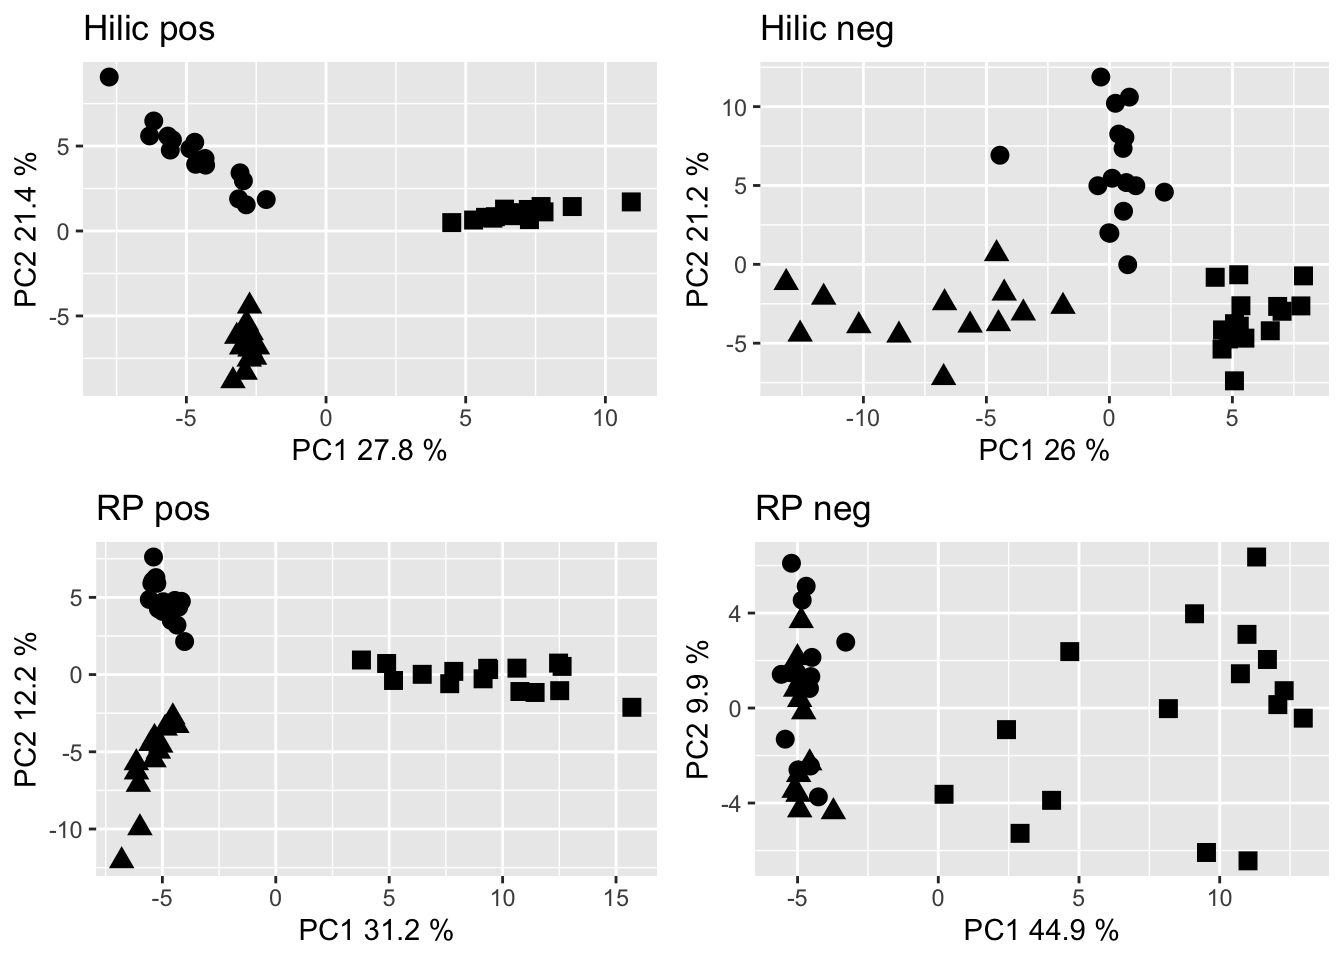 Hilic pos
5
0
-5
PC2 21.4 %
-5 0 5 10
PC1 27.8 %
Hilic neg
10
5
0
-5
PC2 21.2 %
-10 -5 0 5
PC1 26 %
RP pos
5
0
-5
-10
PC2 12.2 %
-5 0 5 10 15
PC1 31.2 %
RP neg
4
0
-4
PC2 9.9 %
-5 0 5 10
PC1 44.9 %